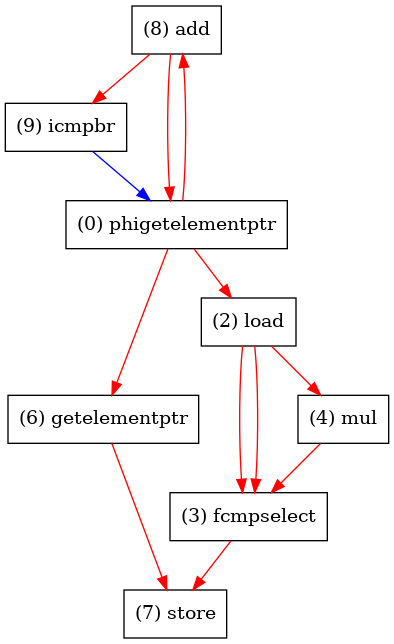 (8) add
(9) icmpbr
(0) phigetelementptr
(2) load
(6) getelementptr
(4) mul
(3) fcmpselect
(7) store